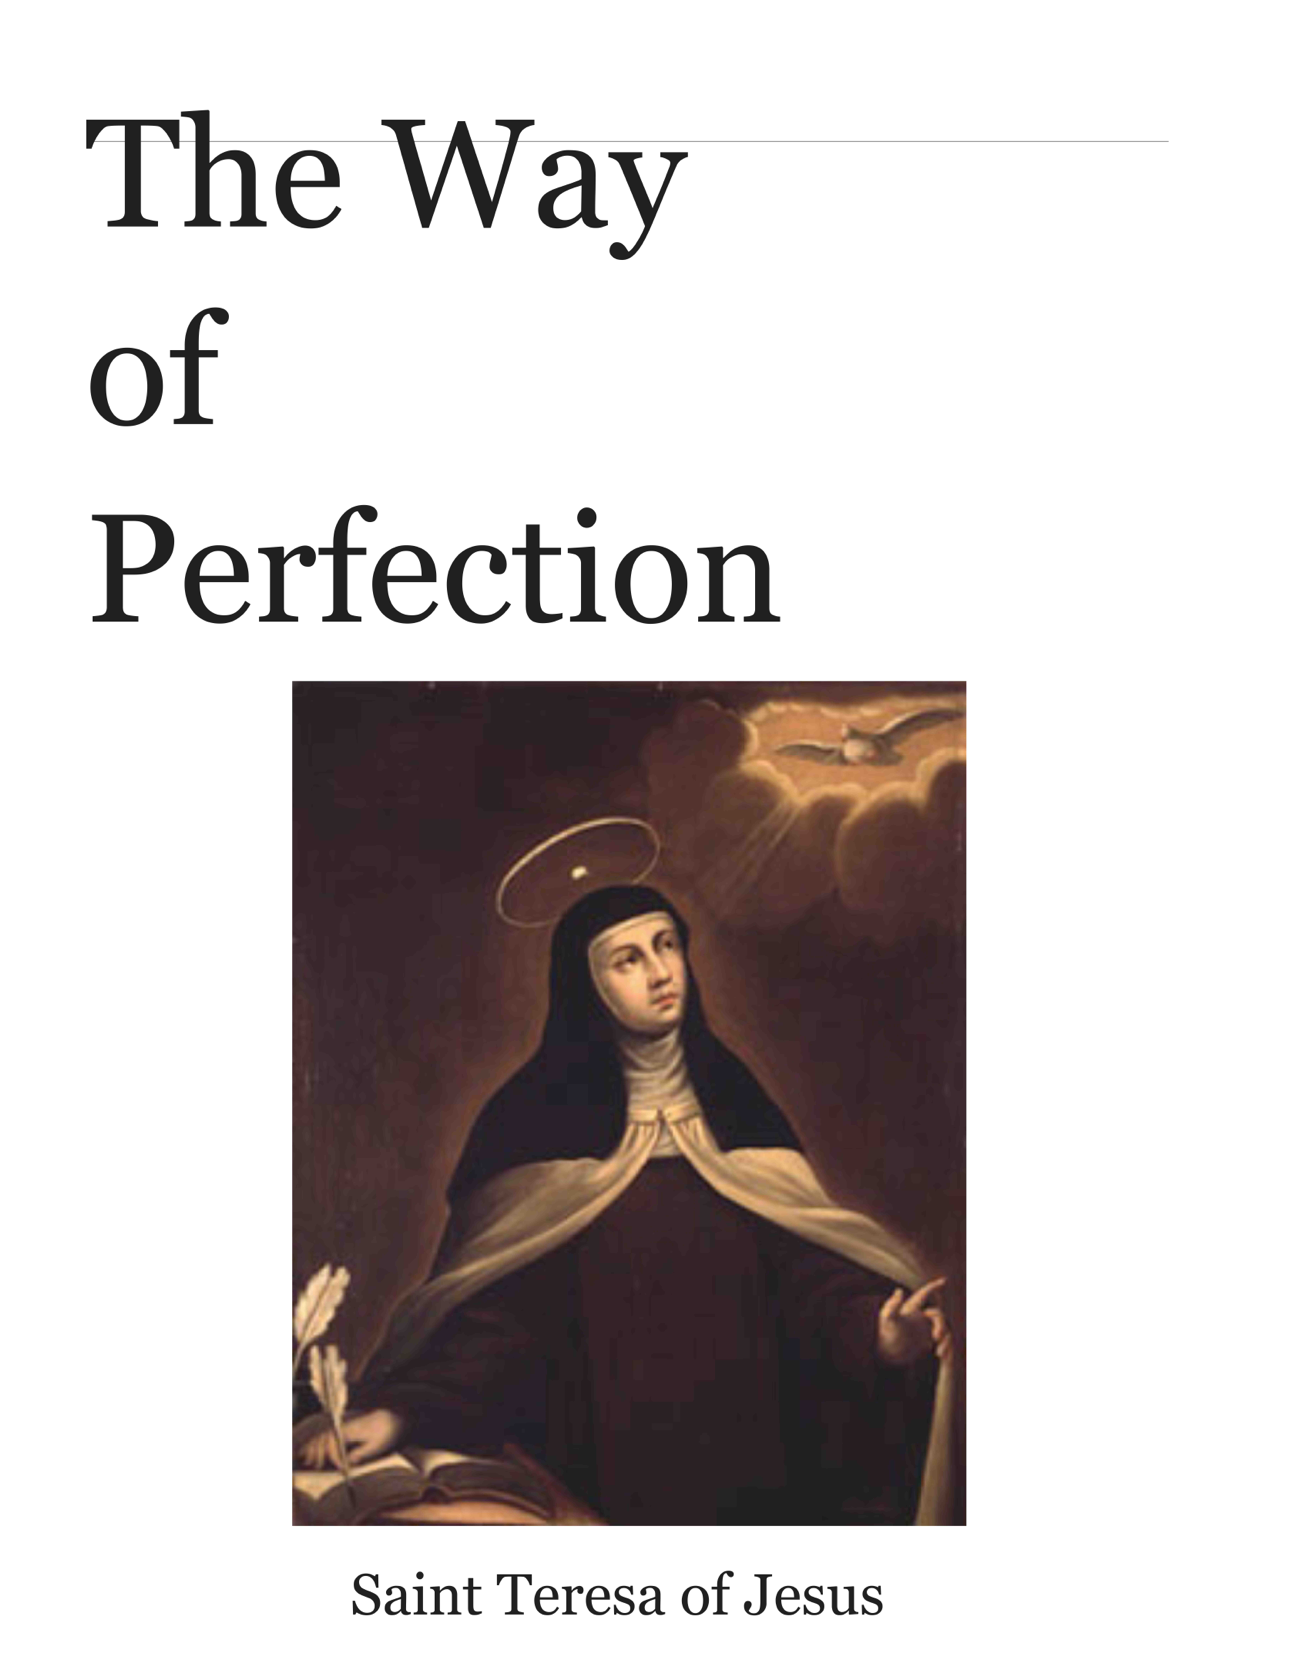 The Way
of
Perfection
Saint Teresa of Jesus